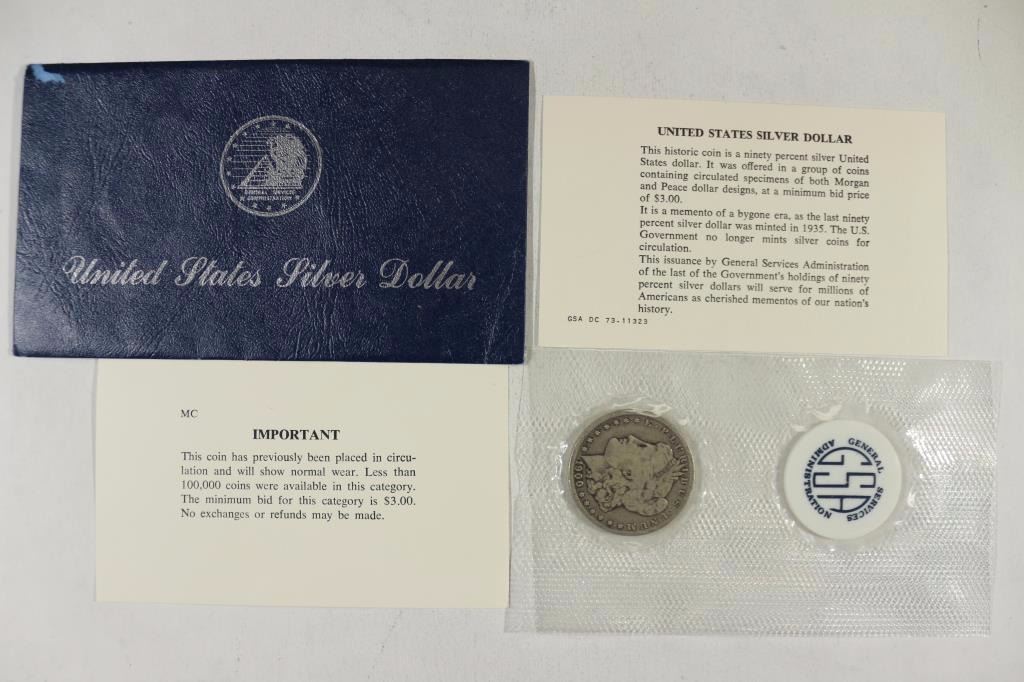 GENERAL SERVICES
ADMINISTRATION
United States Silver Dollar
UNITED STATES SILVER DOLLAR
This historic coin is a ninety percent silver United
States dollar. It was offered in a group of coins
containing circulated specimens of both Morgan
and Peace dollar designs, at a minimum bid price
of $3.00.
It is a memento of a bygone era, as the last ninety
percent silver dollar was minted in 1935. The U.S.
Government no longer mints silver coins for
circulation.
This issuance by General Services Administration
of the last of the Government's holdings of ninety
percent silver dollars will serve for millions of
Americans as cherished mementos of our nation's
history.
GSA DC 73-11323
MC
IMPORTANT
This coin has previously been placed in circu-
lation and will show normal wear. Less than
100,000 coins were available in this category.
The minimum bid for this category is $3.00.
No exchanges or refunds may be made.
E·PLURIBUS·UNUM
1900
GENERAL SERVICES
ADMINISTRATION
GSA